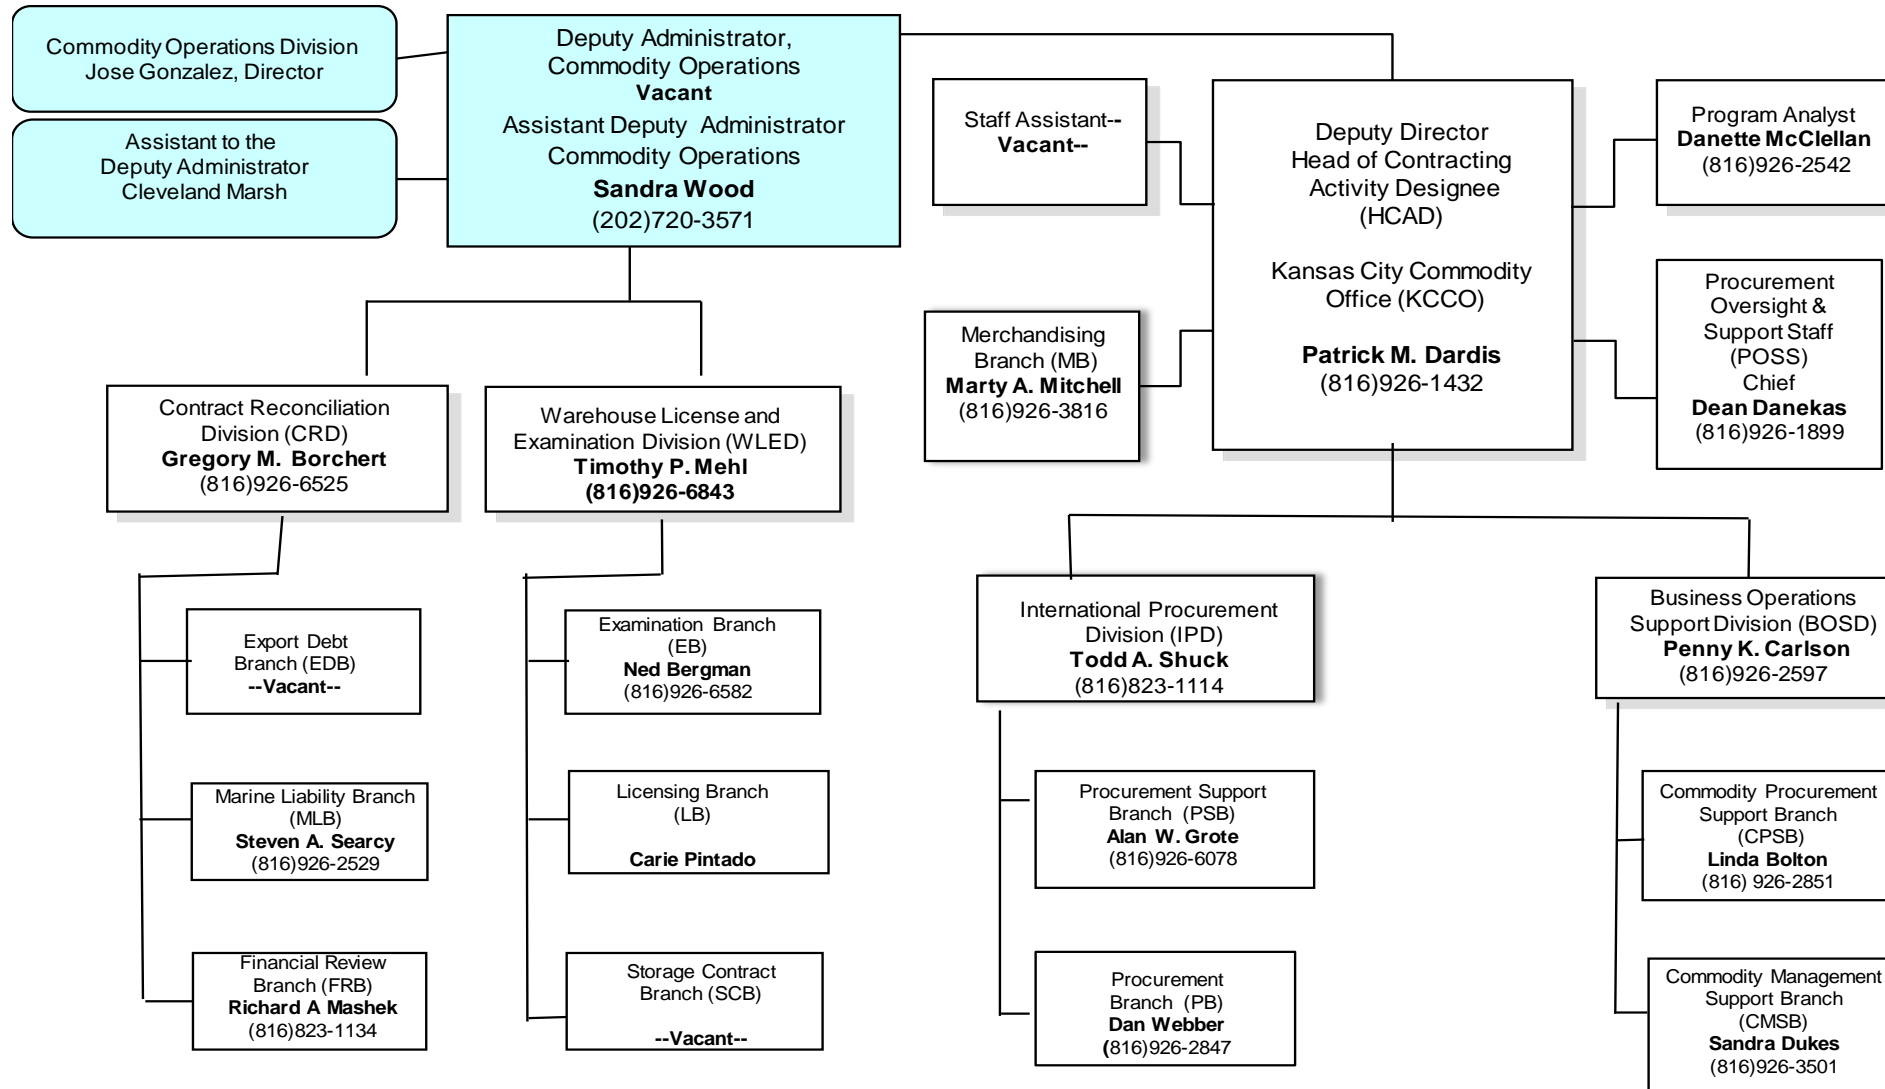 Commodity Operations Division
Jose Gonzalez, Director
Assistant to the
Deputy Administrator
Cleveland Marsh
Deputy Administrator,
Commodity Operations
Vacant
Assistant Deputy Administrator
Commodity Operations
Sandra Wood
(202)720-3571
Staff Assistant--
Vacant--
Deputy Director
Head of Contracting
Activity Designee
(HCAD)
Kansas City Commodity
Office (KCCO)
Patrick M. Dardis
(816)926-1432
Program Analyst
Danette McClellan
(816)926-2542
Merchandising
Branch (MB)
Marty A. Mitchell
(816)926-3816
Procurement
Oversight &
Support Staff
(POSS)
Chief
Dean Danekas
(816)926-1899
Contract Reconciliation
Division (CRD)
Gregory M. Borchert
(816)926-6525
Warehouse License and
Examination Division (WLED)
Timothy P. Mehl
(816)926-6843
Export Debt
Branch (EDB)
--Vacant--
Marine Liability Branch
(MLB)
Steven A. Searcy
(816)926-2529
Financial Review
Branch (FRB)
Richard A Mashek
(816)823-1134
Examination Branch
(EB)
Ned Bergman
(816)926-6582
Licensing Branch
(LB)
Carie Pintado
Storage Contract
Branch (SCB)
--Vacant--
International Procurement
Division (IPD)
Todd A. Shuck
(816)823-1114
Procurement Support
Branch (PSB)
Alan W. Grote
(816)926-6078
Procurement
Branch (PB)
Dan Webber
(816)926-2847
Business Operations
Support Division (BOSD)
Penny K. Carlson
(816)926-2597
Commodity Procurement
Support Branch
(CPSB)
Linda Bolton
(816) 926-2851
Commodity Management
Support Branch
(CMSB)
Sandra Dukes
(816)926-3501